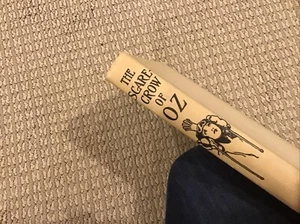 THE
SCARE-
CROW
OF
OZ